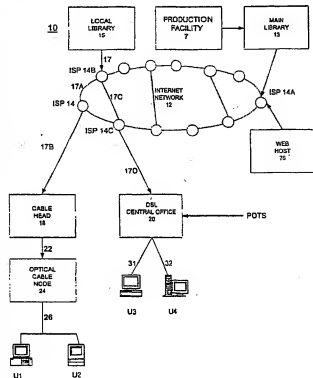 10
LOCAL LIBRARY
15
PRODUCTION FACILITY
7
MAIN LIBRARY
13
17
ISP 14B
17A
17C
ISP 14
INTERNET NETWORK
12
ISP 14A
ISP 14C
17B
17D
WEB HOST
75
CABLE HEAD
18
DSL CENTRAL OFFICE
20
POTS
22
OPTICAL CABLE NODE
24
31
32
26
U3
U4
U1
U2